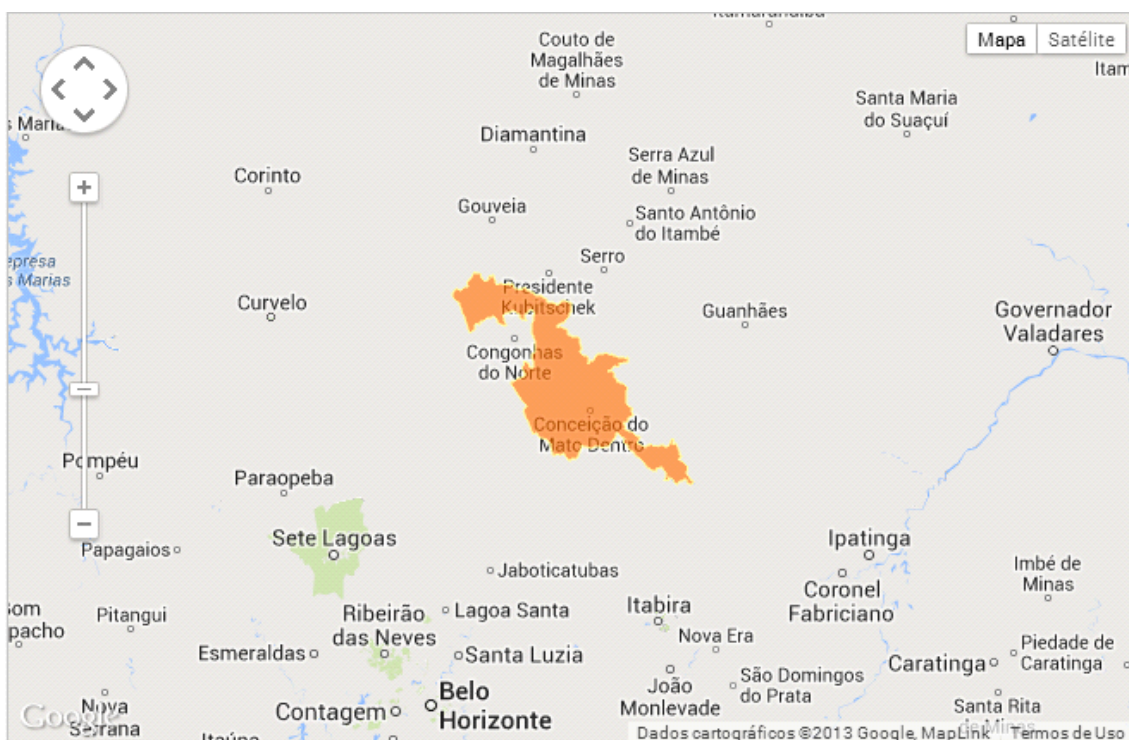 Mapa
Satélite
Couto de
Magalhães
de Minas
Santa Maria
do Suaçuí
Diamantina
Serra Azul
de Minas
Corinto
Gouveia
Santo Antônio
do Itambé
Serro
Presidente
Kubitschek
s Marias
Curvelo
Guanhães
Governador
Valadares
Congonhas
do Norte
Conceição do
Mato Dentro
Pompéu
Paraopeba
Sete Lagoas
Ipatinga
Papagaios
Jaboticatubas
Imbé de
Minas
Coronel
Fabriciano
Pitangui
Ribeirão
das Neves
Lagoa Santa
Itabira
Nova Era
Piedade de
Caratinga
Esmeraldas
Santa Luzia
Caratinga
João
Monlevade
São Domingos
do Prata
Belo
Horizonte
Contagem
Santa Rita
de Minas
Nova
Serrana
Google
Dados cartográficos ©2013 Google, MapLink
Termos de Uso